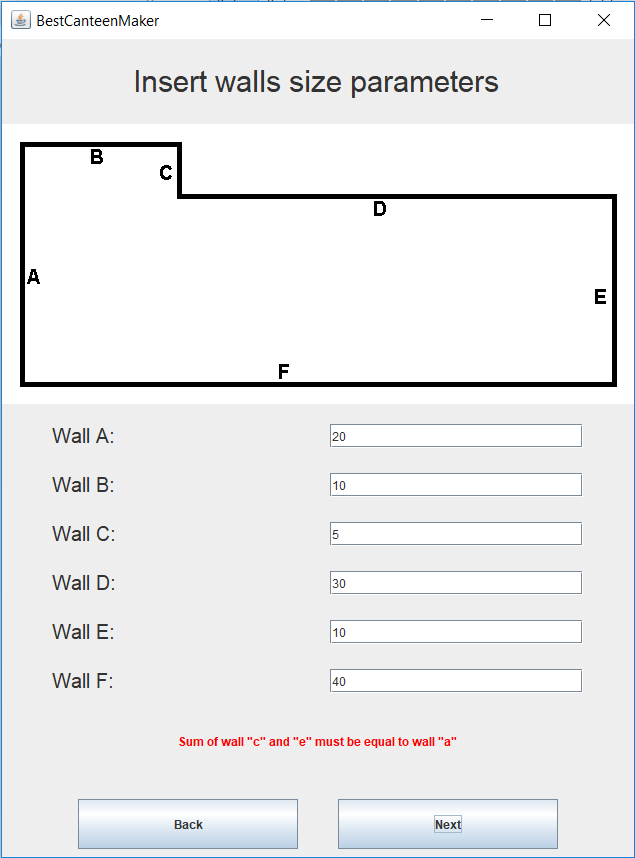 BestCanteenMaker
Insert walls size parameters
B
C
D
A
E
F
Wall A: 20
Wall B: 10
Wall C: 5
Wall D: 30
Wall E: 10
Wall F: 40
Sum of wall "c" and "e" must be equal to wall "a"
Back Next